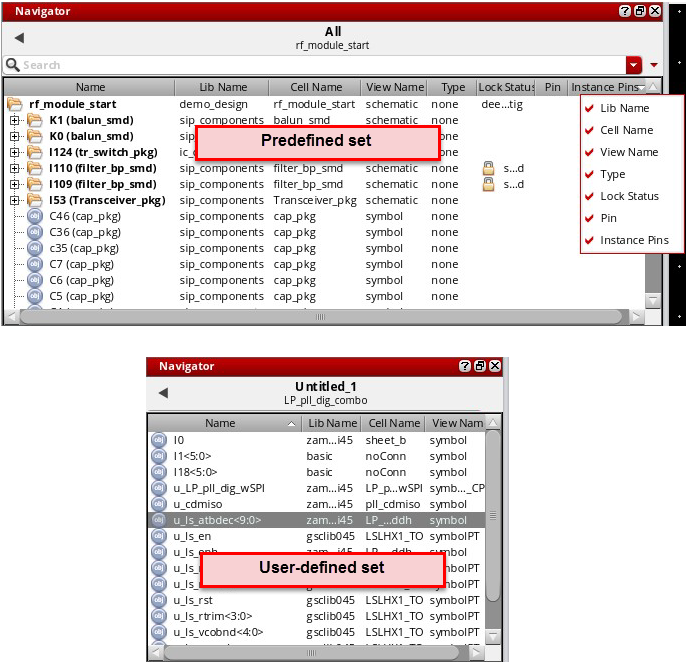 Navigator
All
rf_module_start
Search
Name Lib Name Cell Name View Name Type Lock Status Pin Instance Pins
rf_module_start demo_design rf_module_start schematic none dee...tig
K1 (balun_smd) sip_components balun_smd schematic none
K0 (balun_smd) sip
I124 (tr_switch_pkg) ic_
I110 (filter_bp_smd) sip_components filter_bp_smd schematic none s...d
I109 (filter_bp_smd) sip_components filter_bp_smd schematic none s...d
I53 (Transceiver_pkg) sip_components Transceiver_pkg schematic none
C46 (cap_pkg) sip_components cap_pkg symbol none
C36 (cap_pkg) sip_components cap_pkg symbol none
c35 (cap_pkg) sip_components cap_pkg symbol none
C7 (cap_pkg) sip_components cap_pkg symbol none
C6 (cap_pkg) sip_components cap_pkg symbol none
C5 (cap_pkg) sip_components cap_pkg symbol none
Predefined set
Lib Name
Cell Name
View Name
Type
Lock Status
Pin
Instance Pins
Navigator
Untitled_1
LP_pll_dig_combo
Name Lib Name Cell Name View Nam
I0 zam...i45 sheet_b symbol
I1<5:0> basic noConn symbol
I18<5:0> basic noConn symbol
u_LP_pll_dig_wSPI zam...i45 LP_p...wSPI symb..._CP
u_cdmiso zam...i45 pll_cdmiso symbol
u_ls_atbdec<9:0> zam...i45 LP_...ddh symbol
u_ls_en gsclib045 LSLHX1_TO symbolPT
u_ls_ zam...i45 LP_...ddh symbol
u_ls_ symbolPT
u_ls_ symbolPT
u_ls_rst gsclib045 LSLHX1_TO symbolPT
u_ls_rtrim<3:0> gsclib045 LSLHX1_TO symbolPT
u_ls_vcobnd<4:0> gsclib045 LSLHX1_TO symbolPT
User-defined set